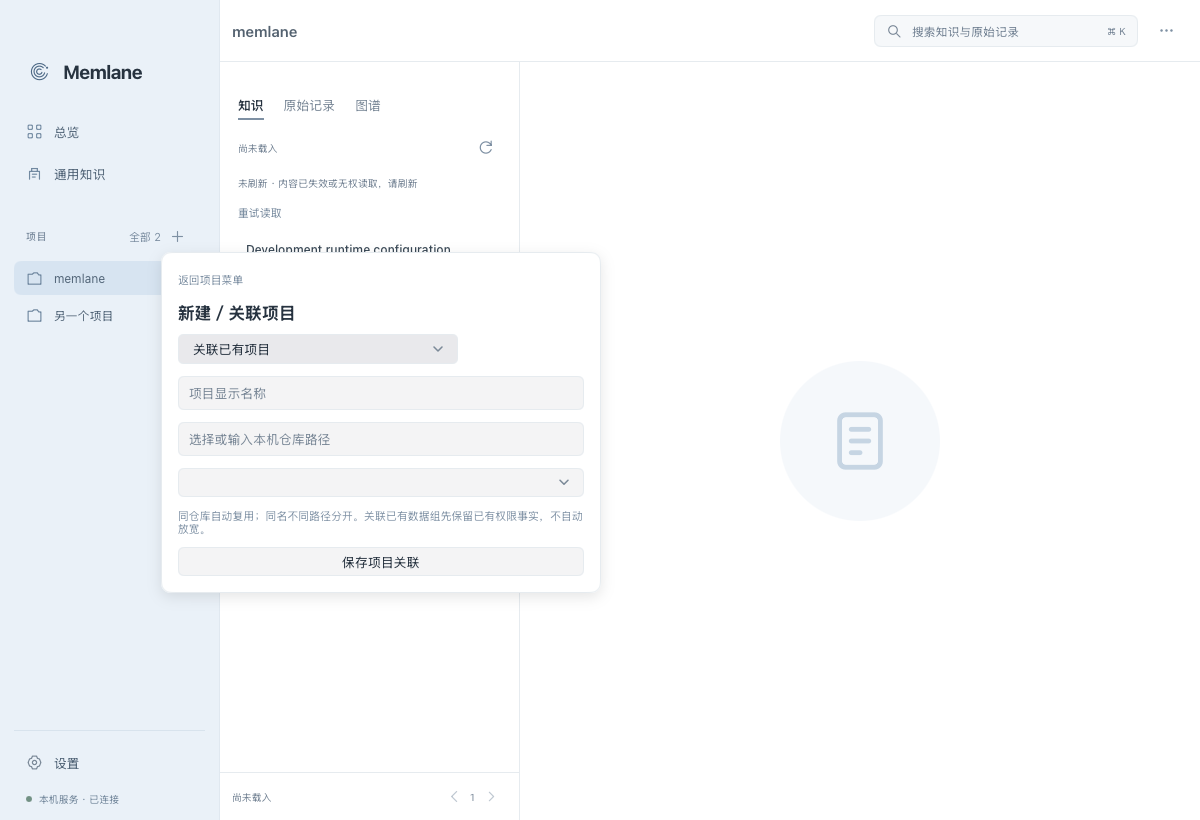 memlane
搜索知识与原始记录
⌘ K
Memlane
总览
通用知识
项目
全部 2
memlane
另一个项目
设置
本机服务 · 已连接
知识
原始记录
图谱
尚未载入
未刷新 · 内容已失效或无权读取，请刷新
重试读取
Development runtime configuration
返回项目菜单
新建 / 关联项目
关联已有项目
项目显示名称
选择或输入本机仓库路径
同仓库自动复用；同名不同路径分开。关联已有数据组先保留已有权限事实，不自动
放宽。
保存项目关联
尚未载入
1